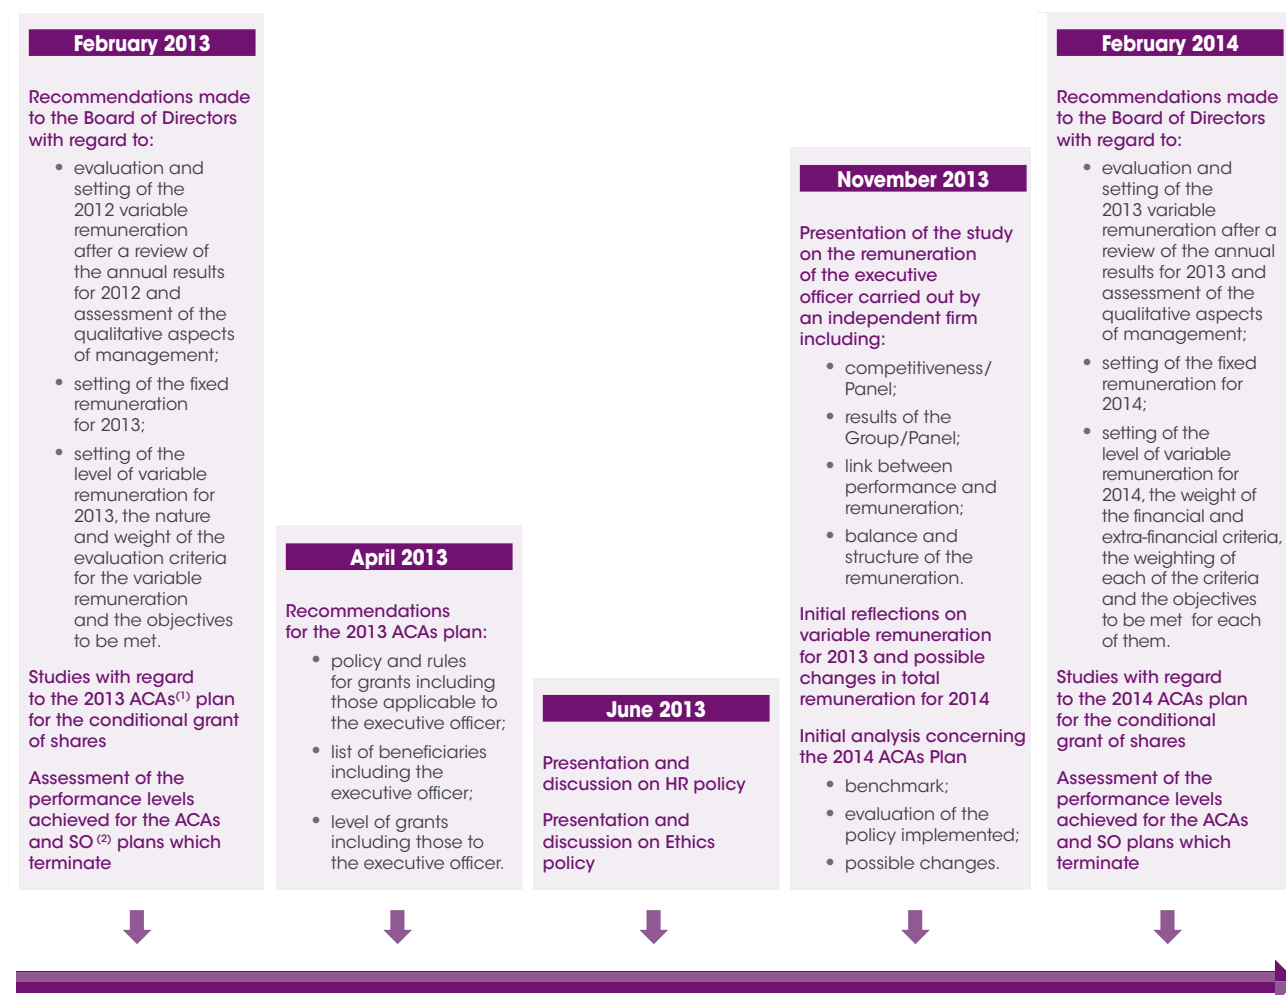 February 2013
Recommendations made
to the Board of Directors
with regard to:
• evaluation and
setting of the
2012 variable
remuneration
after a review of
the annual results
for 2012 and
assessment of the
qualitative aspects
of management;
• setting of the fixed
remuneration
for 2013;
• setting of the
level of variable
remuneration for
2013, the nature
and weight of the
evaluation criteria
for the variable
remuneration
and the objectives
to be met.
Studies with regard
to the 2013 ACAs(1) plan
for the conditional grant
of shares
Assessment of the
performance levels
achieved for the ACAs
and SO (2) plans which
terminate
April 2013
Recommendations
for the 2013 ACAs plan:
• policy and rules
for grants including
those applicable to
the executive officer;
• list of beneficiaries
including the
executive officer;
• level of grants
including those to
the executive officer.
June 2013
Presentation and
discussion on HR policy
Presentation and
discussion on Ethics
policy
November 2013
Presentation of the study
on the remuneration
of the executive
officer carried out by
an independent firm
including:
• competitiveness/
Panel;
• results of the
Group/Panel;
• link between
performance and
remuneration;
• balance and
structure of the
remuneration.
Initial reflections on
variable remuneration
for 2013 and possible
changes in total
remuneration for 2014
Initial analysis concerning
the 2014 ACAs Plan
• benchmark;
• evaluation of the
policy implemented;
• possible changes.
February 2014
Recommendations made
to the Board of Directors
with regard to:
• evaluation and
setting of the
2013 variable
remuneration after a
review of the annual
results for 2013 and
assessment of the
qualitative aspects
of management;
• setting of the fixed
remuneration for
2014;
• setting of the
level of variable
remuneration for
2014, the weight of
the financial and
extra-financial criteria,
the weighting of
each of the criteria
and the objectives
to be met for each
of them.
Studies with regard
to the 2014 ACAs plan
for the conditional
grant of shares
Assessment of the
performance levels
achieved for the ACAs
and SO plans which
terminate